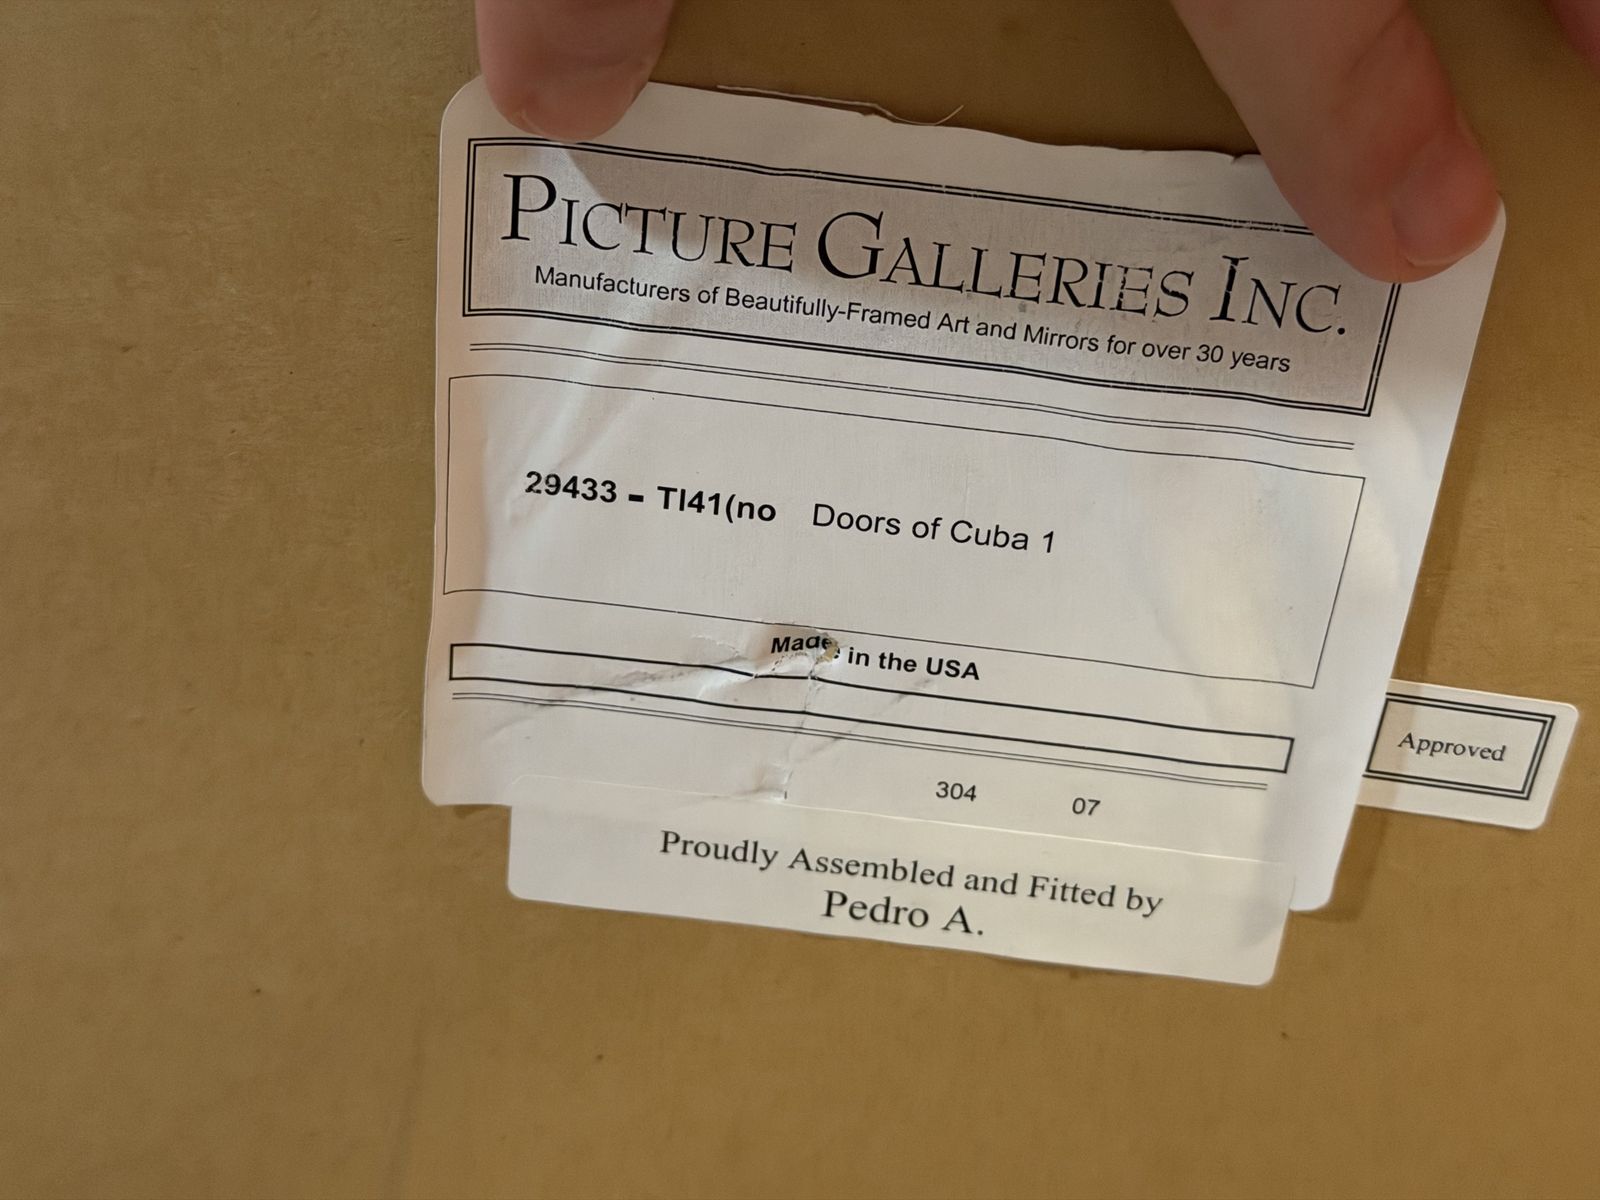 PICTURE GALLERIES INC.
Manufacturers of Beautifully-Framed Art and Mirrors for over 30 years
29433 - TI41(no Doors of Cuba 1
Made in the USA
304 07
Approved
Proudly Assembled and Fitted by
Pedro A.